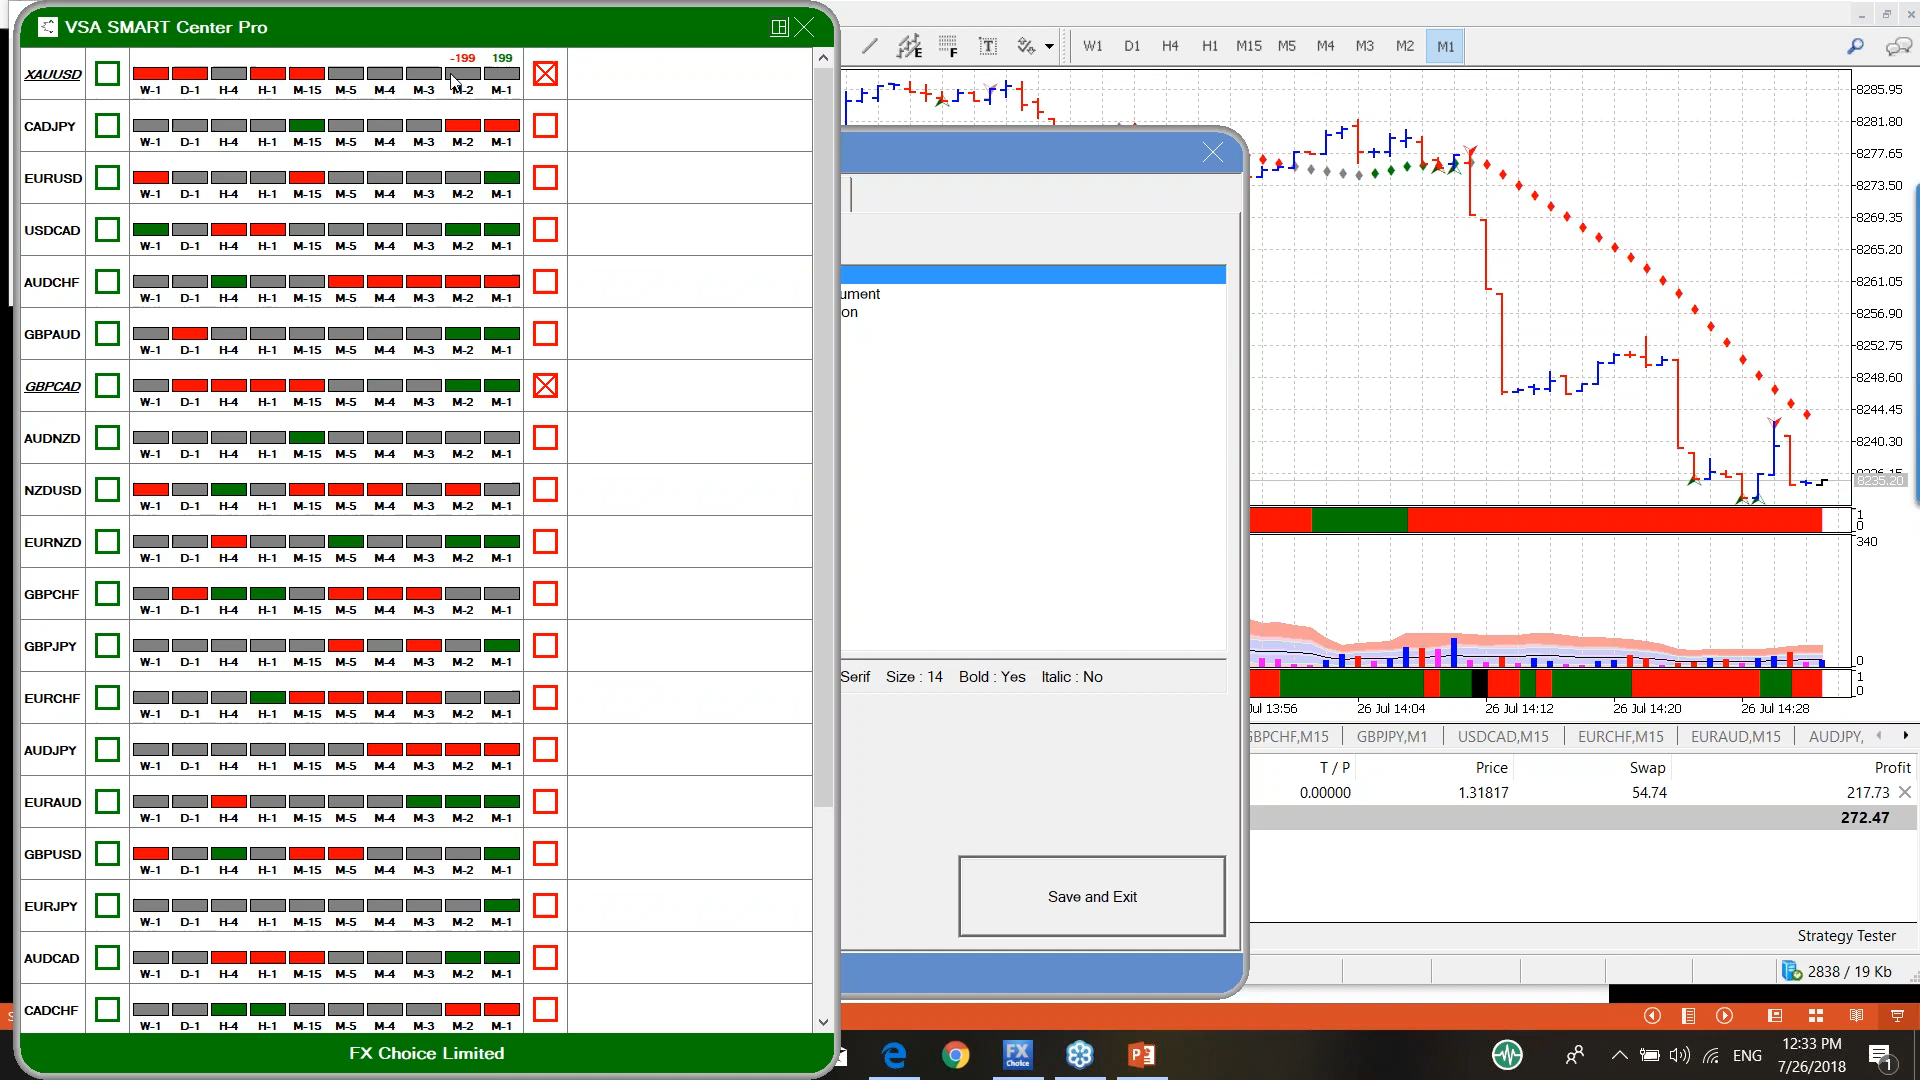 VSA SMART Center Pro
-199 199
XAUUSD
W-1 D-1 H-4 H-1 M-15 M-5 M-4 M-3 M-2 M-1
CADJPY
W-1 D-1 H-4 H-1 M-15 M-5 M-4 M-3 M-2 M-1
EURUSD
W-1 D-1 H-4 H-1 M-15 M-5 M-4 M-3 M-2 M-1
USDCAD
W-1 D-1 H-4 H-1 M-15 M-5 M-4 M-3 M-2 M-1
AUDCHF
W-1 D-1 H-4 H-1 M-15 M-5 M-4 M-3 M-2 M-1
GBPAUD
W-1 D-1 H-4 H-1 M-15 M-5 M-4 M-3 M-2 M-1
GBPCAD
W-1 D-1 H-4 H-1 M-15 M-5 M-4 M-3 M-2 M-1
AUDNZD
W-1 D-1 H-4 H-1 M-15 M-5 M-4 M-3 M-2 M-1
NZDUSD
W-1 D-1 H-4 H-1 M-15 M-5 M-4 M-3 M-2 M-1
EURNZD
W-1 D-1 H-4 H-1 M-15 M-5 M-4 M-3 M-2 M-1
GBPCHF
W-1 D-1 H-4 H-1 M-15 M-5 M-4 M-3 M-2 M-1
GBPJPY
W-1 D-1 H-4 H-1 M-15 M-5 M-4 M-3 M-2 M-1
EURCHF
W-1 D-1 H-4 H-1 M-15 M-5 M-4 M-3 M-2 M-1
AUDJPY
W-1 D-1 H-4 H-1 M-15 M-5 M-4 M-3 M-2 M-1
EURAUD
W-1 D-1 H-4 H-1 M-15 M-5 M-4 M-3 M-2 M-1
GBPUSD
W-1 D-1 H-4 H-1 M-15 M-5 M-4 M-3 M-2 M-1
EURJPY
W-1 D-1 H-4 H-1 M-15 M-5 M-4 M-3 M-2 M-1
AUDCAD
W-1 D-1 H-4 H-1 M-15 M-5 M-4 M-3 M-2 M-1
CADCHF
W-1 D-1 H-4 H-1 M-15 M-5 M-4 M-3 M-2 M-1
FX Choice Limited
E F T W1 D1 H4 H1 M15 M5 M4 M3 M2 M1
ument
on
Serif Size : 14 Bold : Yes Italic : No
Save and Exit
8285.95
8281.80
8277.65
8273.50
8269.35
8265.20
8261.05
8256.90
8252.75
8248.60
8244.45
8240.30
8235.20
1
0
340
0
1
0
Jul 13:56 26 Jul 14:04 26 Jul 14:12 26 Jul 14:20 26 Jul 14:28
BPCHF,M15 GBPJPY,M1 USDCAD,M15 EURCHF,M15 EURAUD,M15 AUDJPY,
T / P Price Swap Profit
0.00000 1.31817 54.74 217.73
272.47
Strategy Tester
2838 / 19 Kb
FX Choice
ENG
12:33 PM
7/26/2018
1